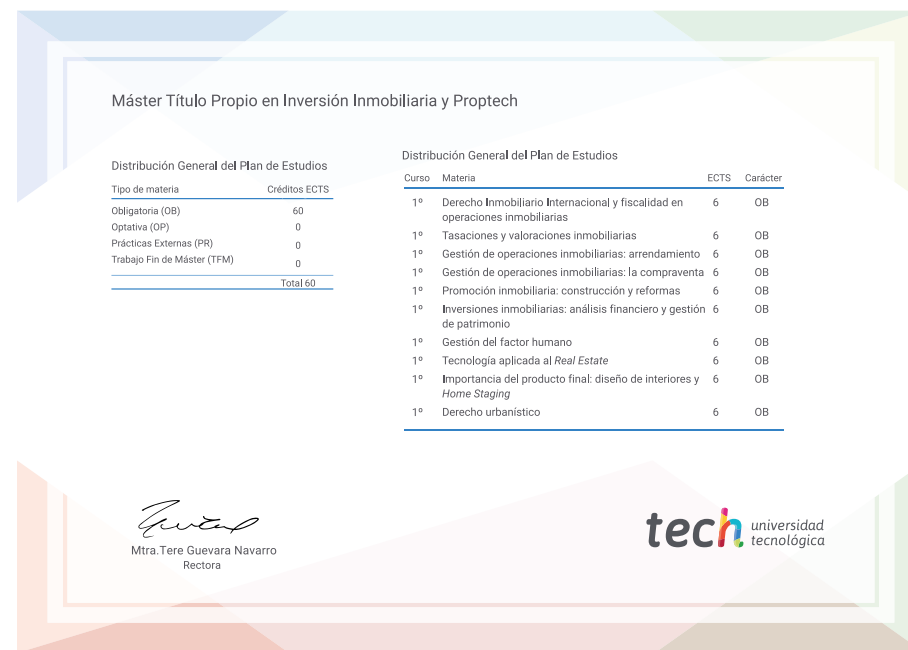 Máster Título Propio en Inversión Inmobiliaria y Proptech
Distribución General del Plan de Estudios
Tipo de materia Créditos ECTS
Obligatoria (OB) 60
Optativa (OP) 0
Prácticas Externas (PR) 0
Trabajo Fin de Máster (TFM) 0
Total 60
Distribución General del Plan de Estudios
Curso Materia ECTS Carácter
1º Derecho Inmobiliario Internacional y fiscalidad en 6 OB
operaciones inmobiliarias
1º Tasaciones y valoraciones inmobiliarias 6 OB
1º Gestión de operaciones inmobiliarias: arrendamiento 6 OB
1º Gestión de operaciones inmobiliarias: la compraventa 6 OB
1º Promoción inmobiliaria: construcción y reformas 6 OB
1º Inversiones inmobiliarias: análisis financiero y gestión 6 OB
de patrimonio
1º Gestión del factor humano 6 OB
1º Tecnología aplicada al Real Estate 6 OB
1º Importancia del producto final: diseño de interiores y 6 OB
Home Staging
1º Derecho urbanístico 6 OB
Mtra.Tere Guevara Navarro
Rectora
tech universidad
tecnológica